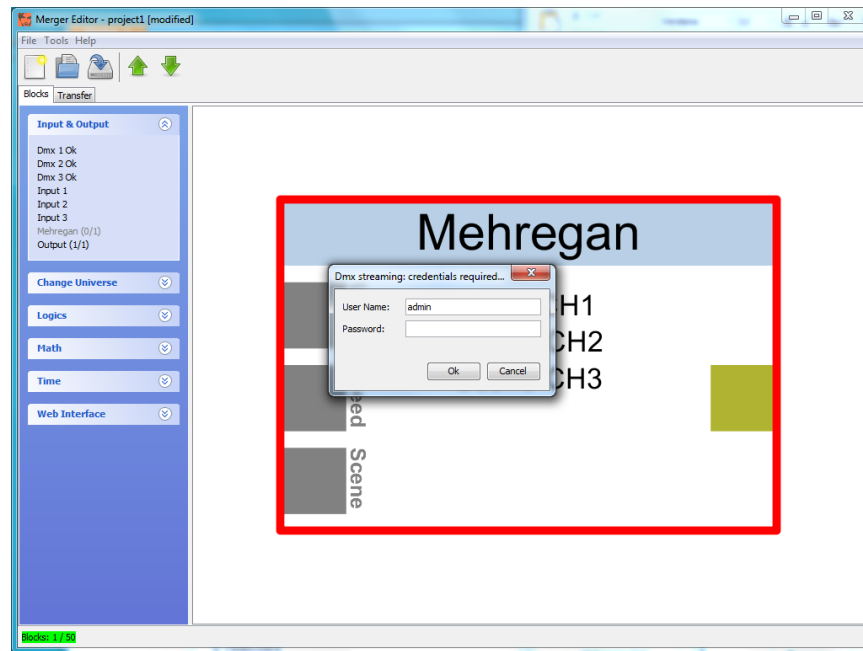 Merger Editor - project1 [modified]
File Tools Help
Blocks Transfer
Input & Output
Dmx 1 Ok
Dmx 2 Ok
Dmx 3 Ok
Input 1
Input 2
Input 3
Mehregan (0/1)
Output (1/1)
Change Universe
Logics
Math
Time
Web Interface
Mehregan
Dmx streaming: credentials required...
User Name: admin
Password:
Ok Cancel
H1
CH2
CH3
eed
Scene
Blocks: 1 / 50